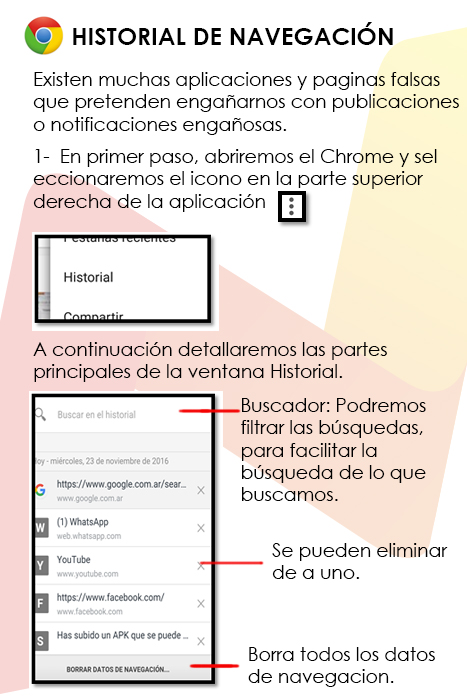 HISTORIAL DE NAVEGACIÓN
Existen muchas aplicaciones y paginas falsas
que pretenden engañarnos con publicaciones
o notificaciones engañosas.
1- En primer paso, abriremos el Chrome y sel
eccionaremos el icono en la parte superior
derecha de la aplicación
Pestañas recientes
Historial
Compartir
A continuación detallaremos las partes
principales de la ventana Historial.
Buscar en el historial
Buscador: Podremos
filtrar las búsquedas,
para facilitar la
búsqueda de lo que
buscamos.
Hoy - miércoles, 23 de noviembre de 2016
G
https://www.google.com.ar/sear...
www.google.com.ar
X
W
(1) WhatsApp
web.whatsapp.com
X
Y
YouTube
www.youtube.com
X
Se pueden eliminar
de a uno.
F
https://www.facebook.com/
www.facebook.com
X
S
Has subido un APK que se puede ...
X
BORRAR DATOS DE NAVEGACIÓN...
Borra todos los datos
de navegacion.